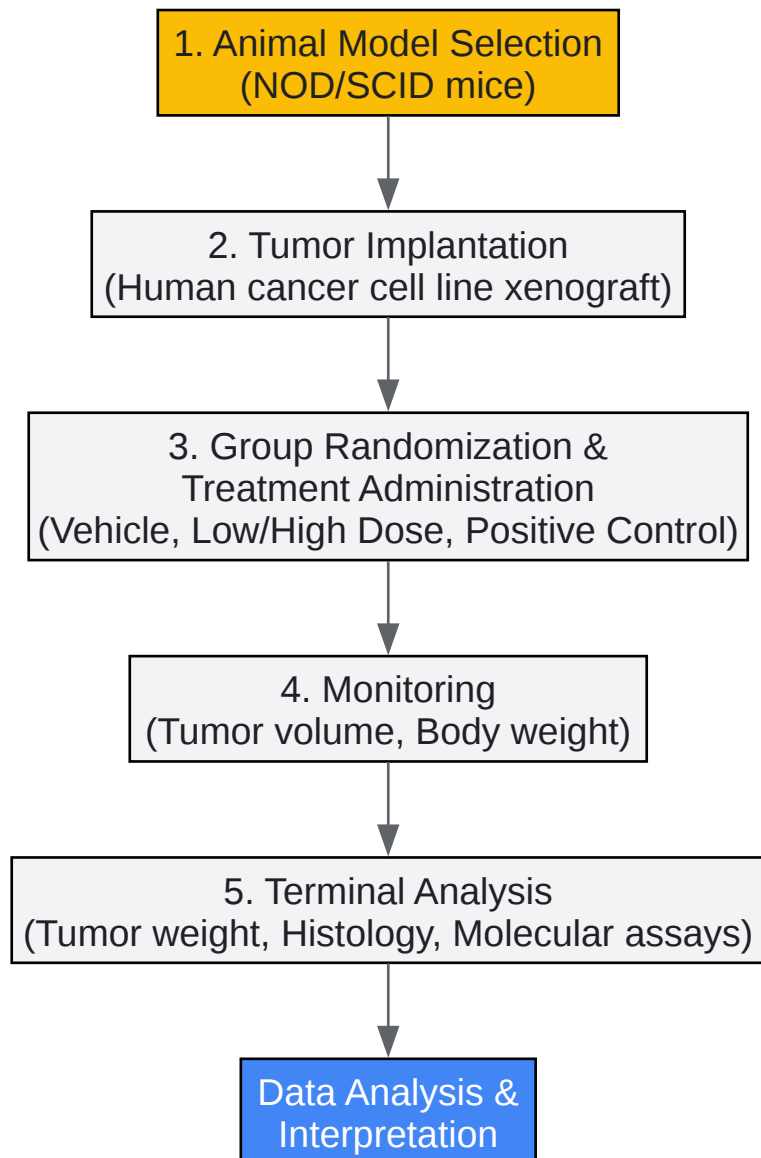 1. Animal Model Selection
(NOD/SCID mice)
2. Tumor Implantation
(Human cancer cell line xenograft)
3. Group Randomization &
Treatment Administration
(Vehicle, Low/High Dose, Positive Control)
4. Monitoring
(Tumor volume, Body weight)
5. Terminal Analysis
(Tumor weight, Histology, Molecular assays)
Data Analysis &
Interpretation